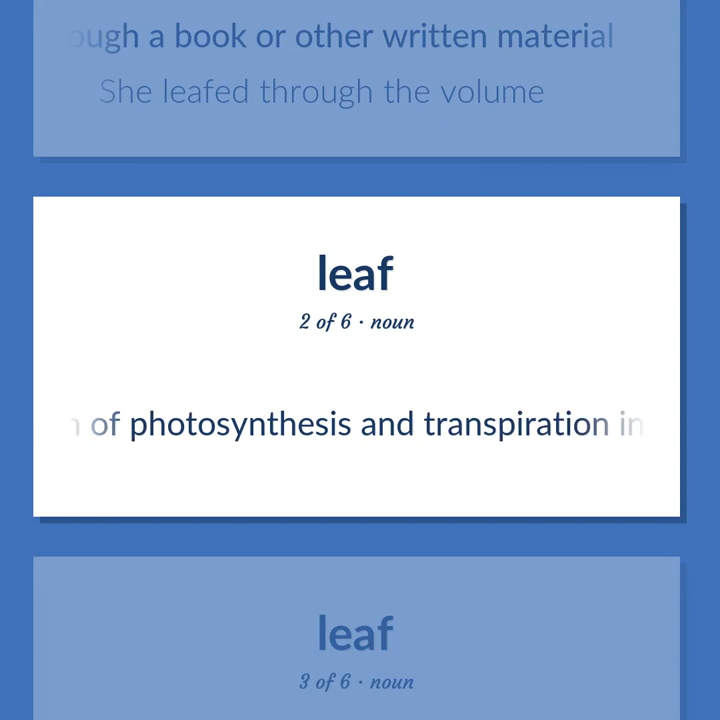 a book or other written material
She leafed through the volume
leaf
2 of 6 · noun
of photosynthesis and transpiration in
leaf
3 of 6 · noun